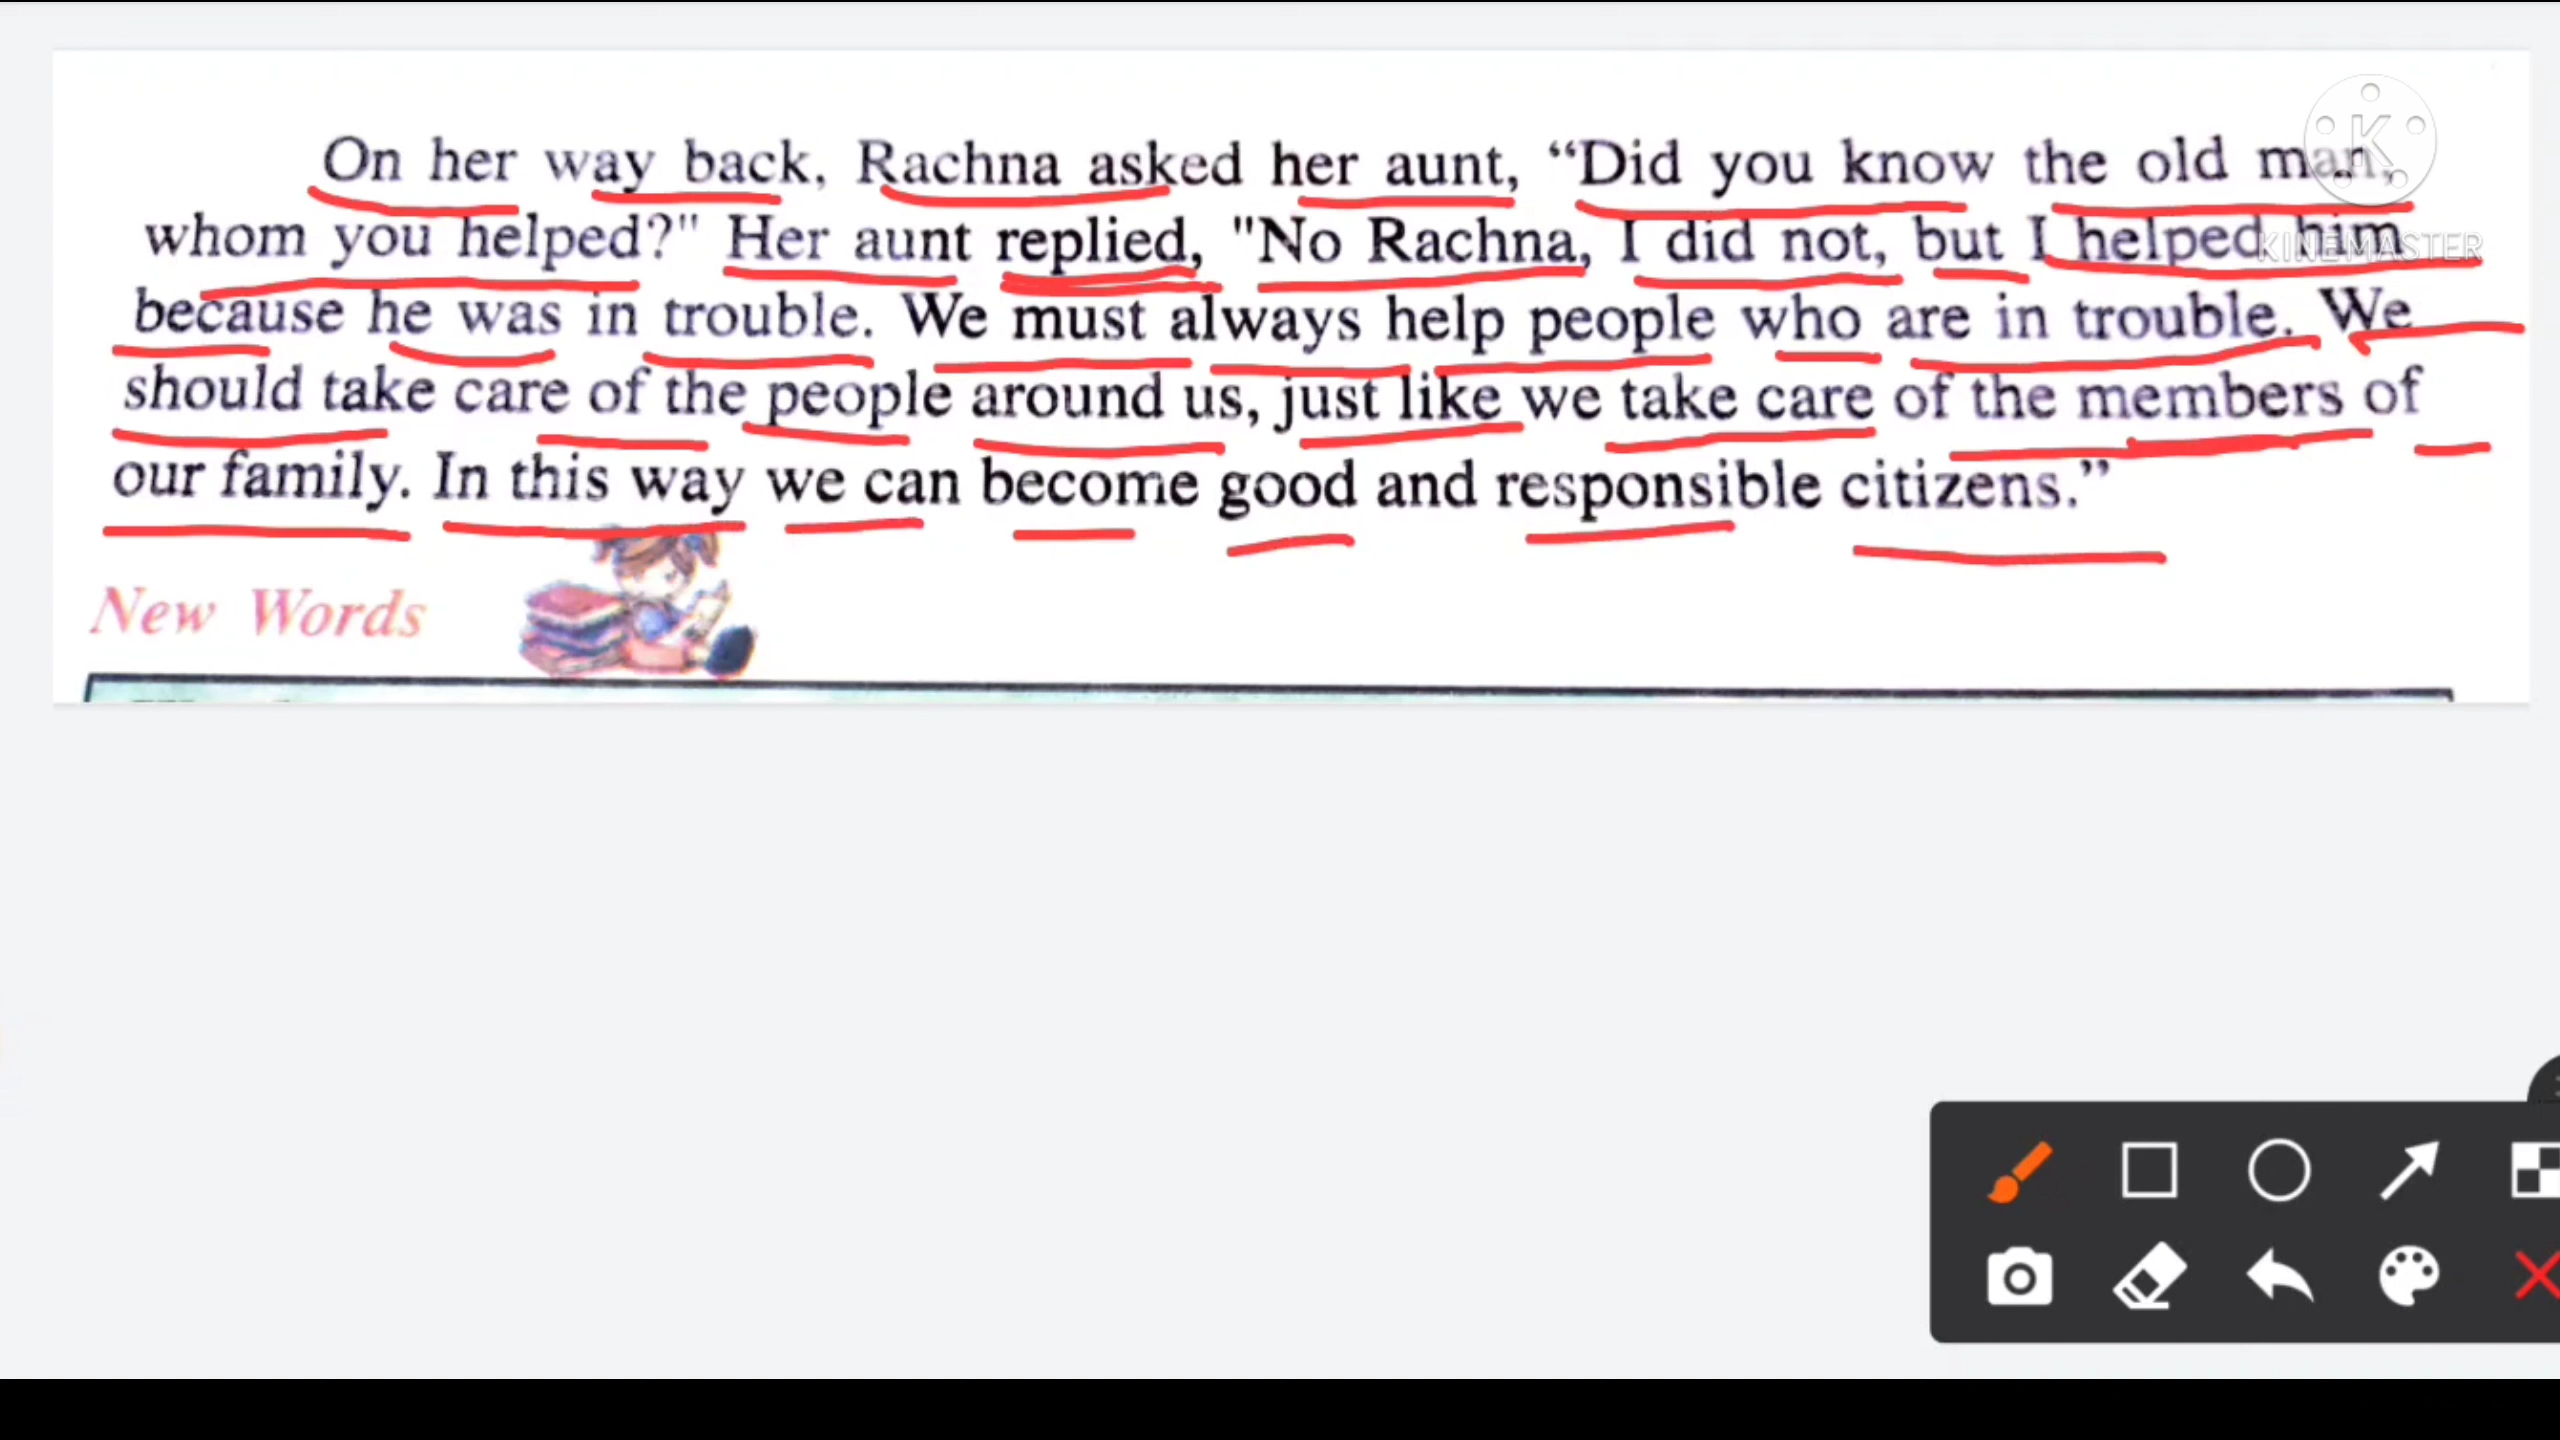 On her way back, Rachna asked her aunt, “Did you know the old man,
whom you helped?" Her aunt replied, "No Rachna, I did not, but I helped him
because he was in trouble. We must always help people who are in trouble. We
should take care of the people around us, just like we take care of the members of
our family. In this way we can become good and responsible citizens.”
New Words
K
KINEMASTER